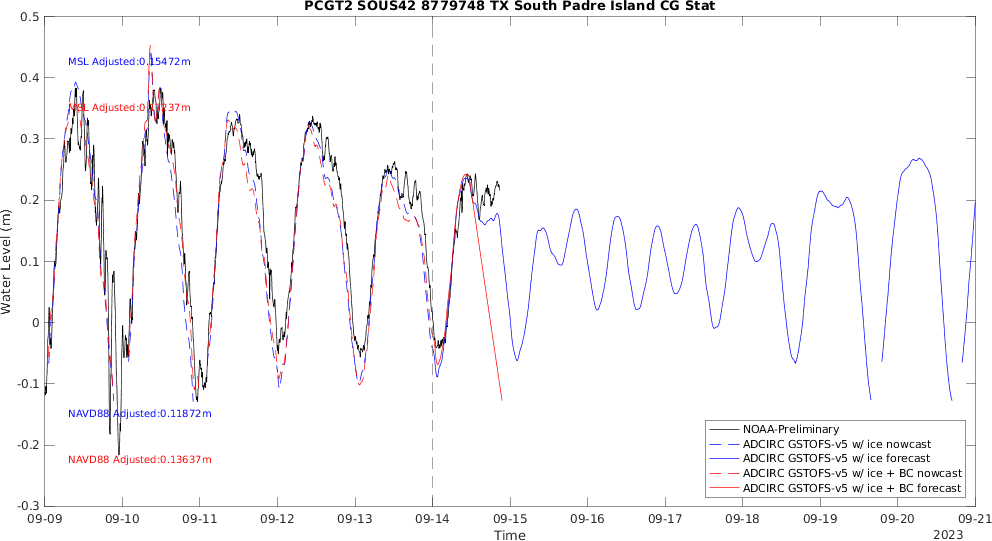 PCGT2 SOUS42 8779748 TX South Padre Island CG Stat
0.5
0.4
0.3
0.2
0.1
0
-0.1
-0.2
-0.3
Water Level (m)
MSL Adjusted:0.15472m
MSL Adjusted:0. 237m
NAVD88 Adjusted:0.11872m
NAVD88 Adjusted:0.13637m
NOAA-Preliminary
ADCIRC GSTOFS-v5 w/ ice nowcast
ADCIRC GSTOFS-v5 w/ ice forecast
ADCIRC GSTOFS-v5 w/ ice + BC nowcast
ADCIRC GSTOFS-v5 w/ ice + BC forecast
09-09 09-10 09-11 09-12 09-13 09-14 09-15 09-16 09-17 09-18 09-19 09-20 09-21
Time
2023